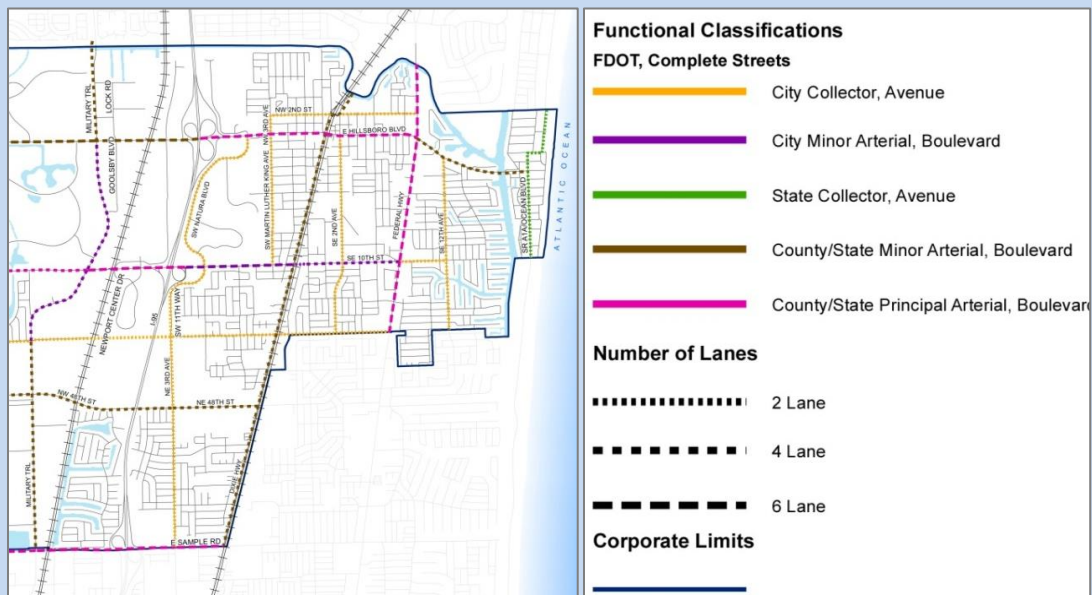 MILITARY TRL
LOCK RD
GOOLSBY BLVD
NW 2ND ST
NW 3RD AVE
E HILLSBORO BLVD
SW NATURA BLVD
SW MARTIN LUTHER KING AVE
SE 2ND AVE
FEDERAL HWY
SE 12TH AVE
SR A1A/OCEAN BLVD
ATLANTIC OCEAN
SE 10TH ST
NEWPORT CENTER DR
I-95
SW 11TH WAY
NE 3RD AVE
NW 48TH ST
NE 48TH ST
MILITARY TRL
DIXIE HWY
E SAMPLE RD
Functional Classifications
FDOT, Complete Streets
City Collector, Avenue
City Minor Arterial, Boulevard
State Collector, Avenue
County/State Minor Arterial, Boulevard
County/State Principal Arterial, Boulevard
Number of Lanes
2 Lane
4 Lane
6 Lane
Corporate Limits